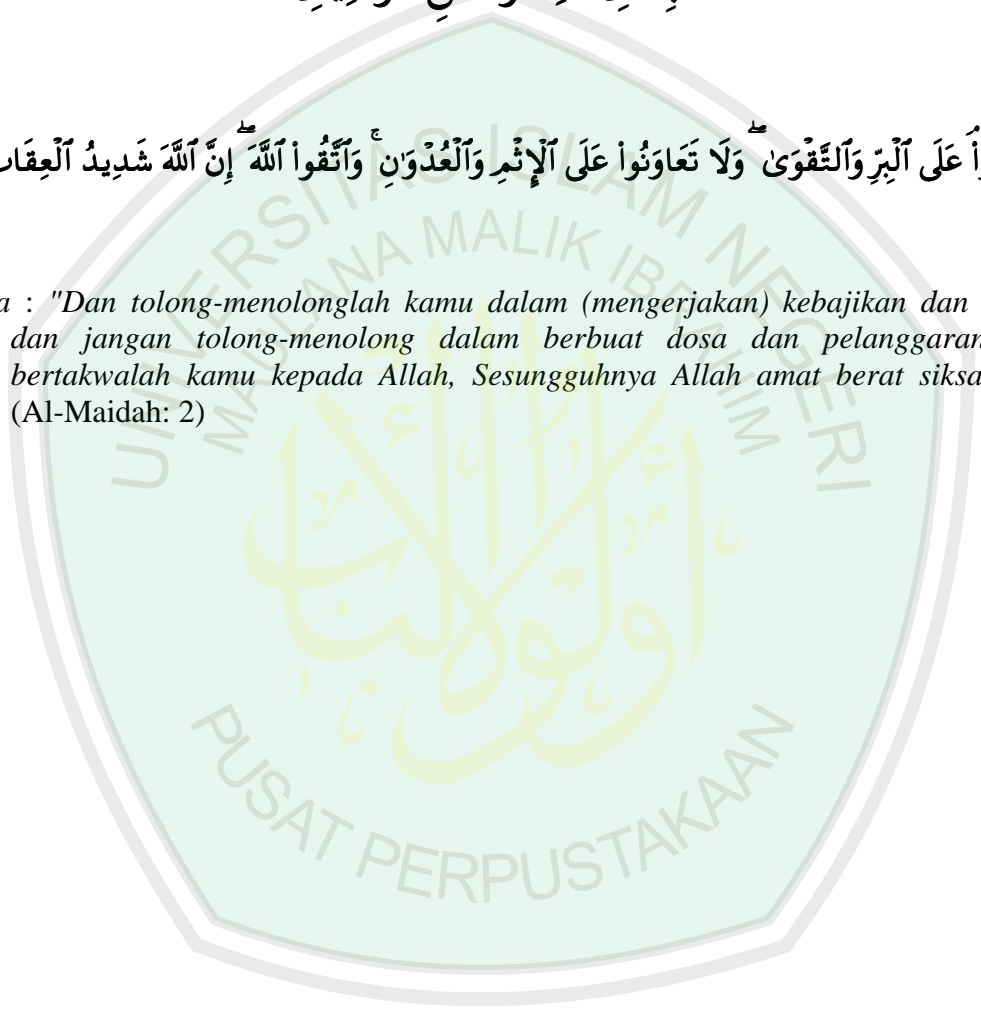 عَلَى ٱلْبِرِّ وَٱلتَّقْوَىٰ ۖ وَلَا تَعَاوَنُوا۟ عَلَى ٱلْإِثْمِ وَٱلْعُدْوَٰنِ ۚ وَٱتَّقُوا۟ ٱللَّهَ ۖ إِنَّ ٱللَّهَ شَدِيدُ ٱلْعِقَا
a : "Dan tolong-menolonglah kamu dalam (mengerjakan) kebajikan dan
dan jangan tolong-menolong dalam berbuat dosa dan pelanggaran
bertakwalah kamu kepada Allah, Sesungguhnya Allah amat berat siksa
(Al-Maidah: 2)
UNIVERSITAS ISLAM NEGERI
MAULANA MALIK IBRAHIM
PUSAT PERPUSTAKAAN